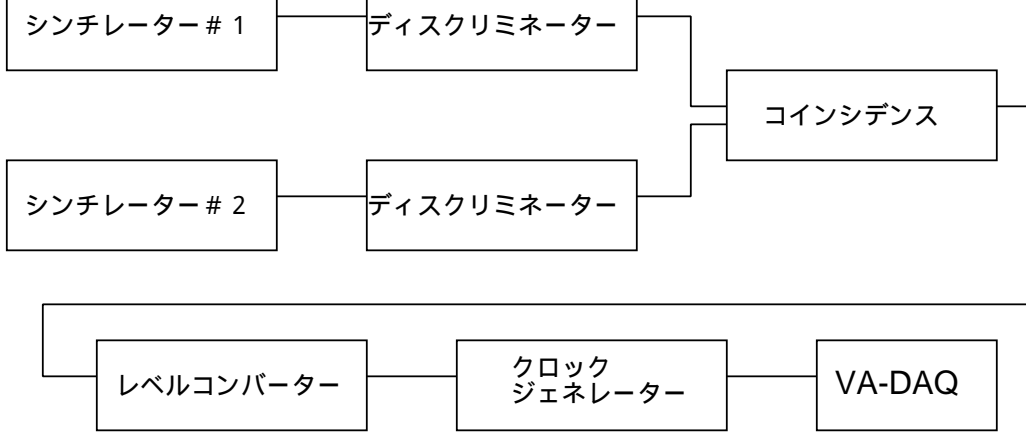 シンチレーター＃１
ディスクリミネーター
コインシデンス
シンチレーター＃２
ディスクリミネーター
レベルコンバーター
クロック
ジェネレーター
VA-DAQ